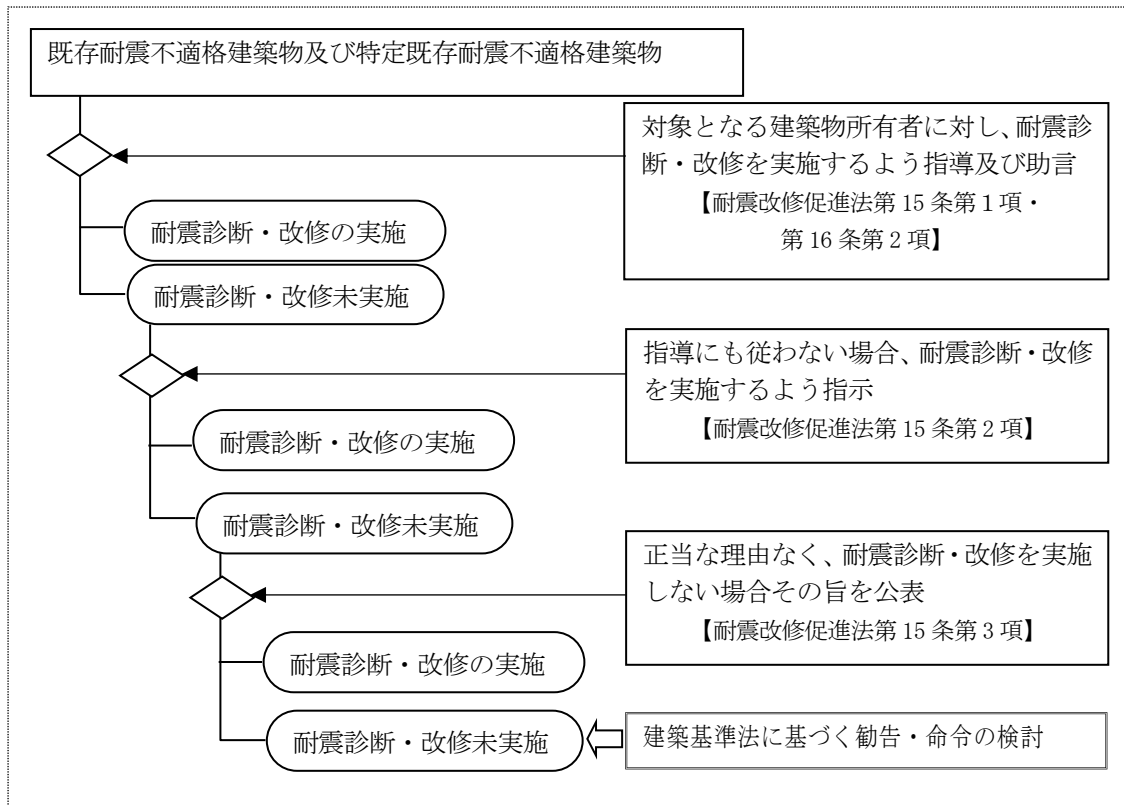 既存耐震不適格建築物及び特定既存耐震不適格建築物
対象となる建築物所有者に対し、耐震診
断・改修を実施するよう指導及び助言
【耐震改修促進法第 15 条第 1 項・
第 16 条第 2 項】
耐震診断・改修の実施
耐震診断・改修未実施
指導にも従わない場合、耐震診断・改修
を実施するよう指示
【耐震改修促進法第 15 条第 2 項】
耐震診断・改修の実施
耐震診断・改修未実施
正当な理由なく、耐震診断・改修を実施
しない場合その旨を公表
【耐震改修促進法第 15 条第 3 項】
耐震診断・改修の実施
耐震診断・改修未実施
建築基準法に基づく勧告・命令の検討